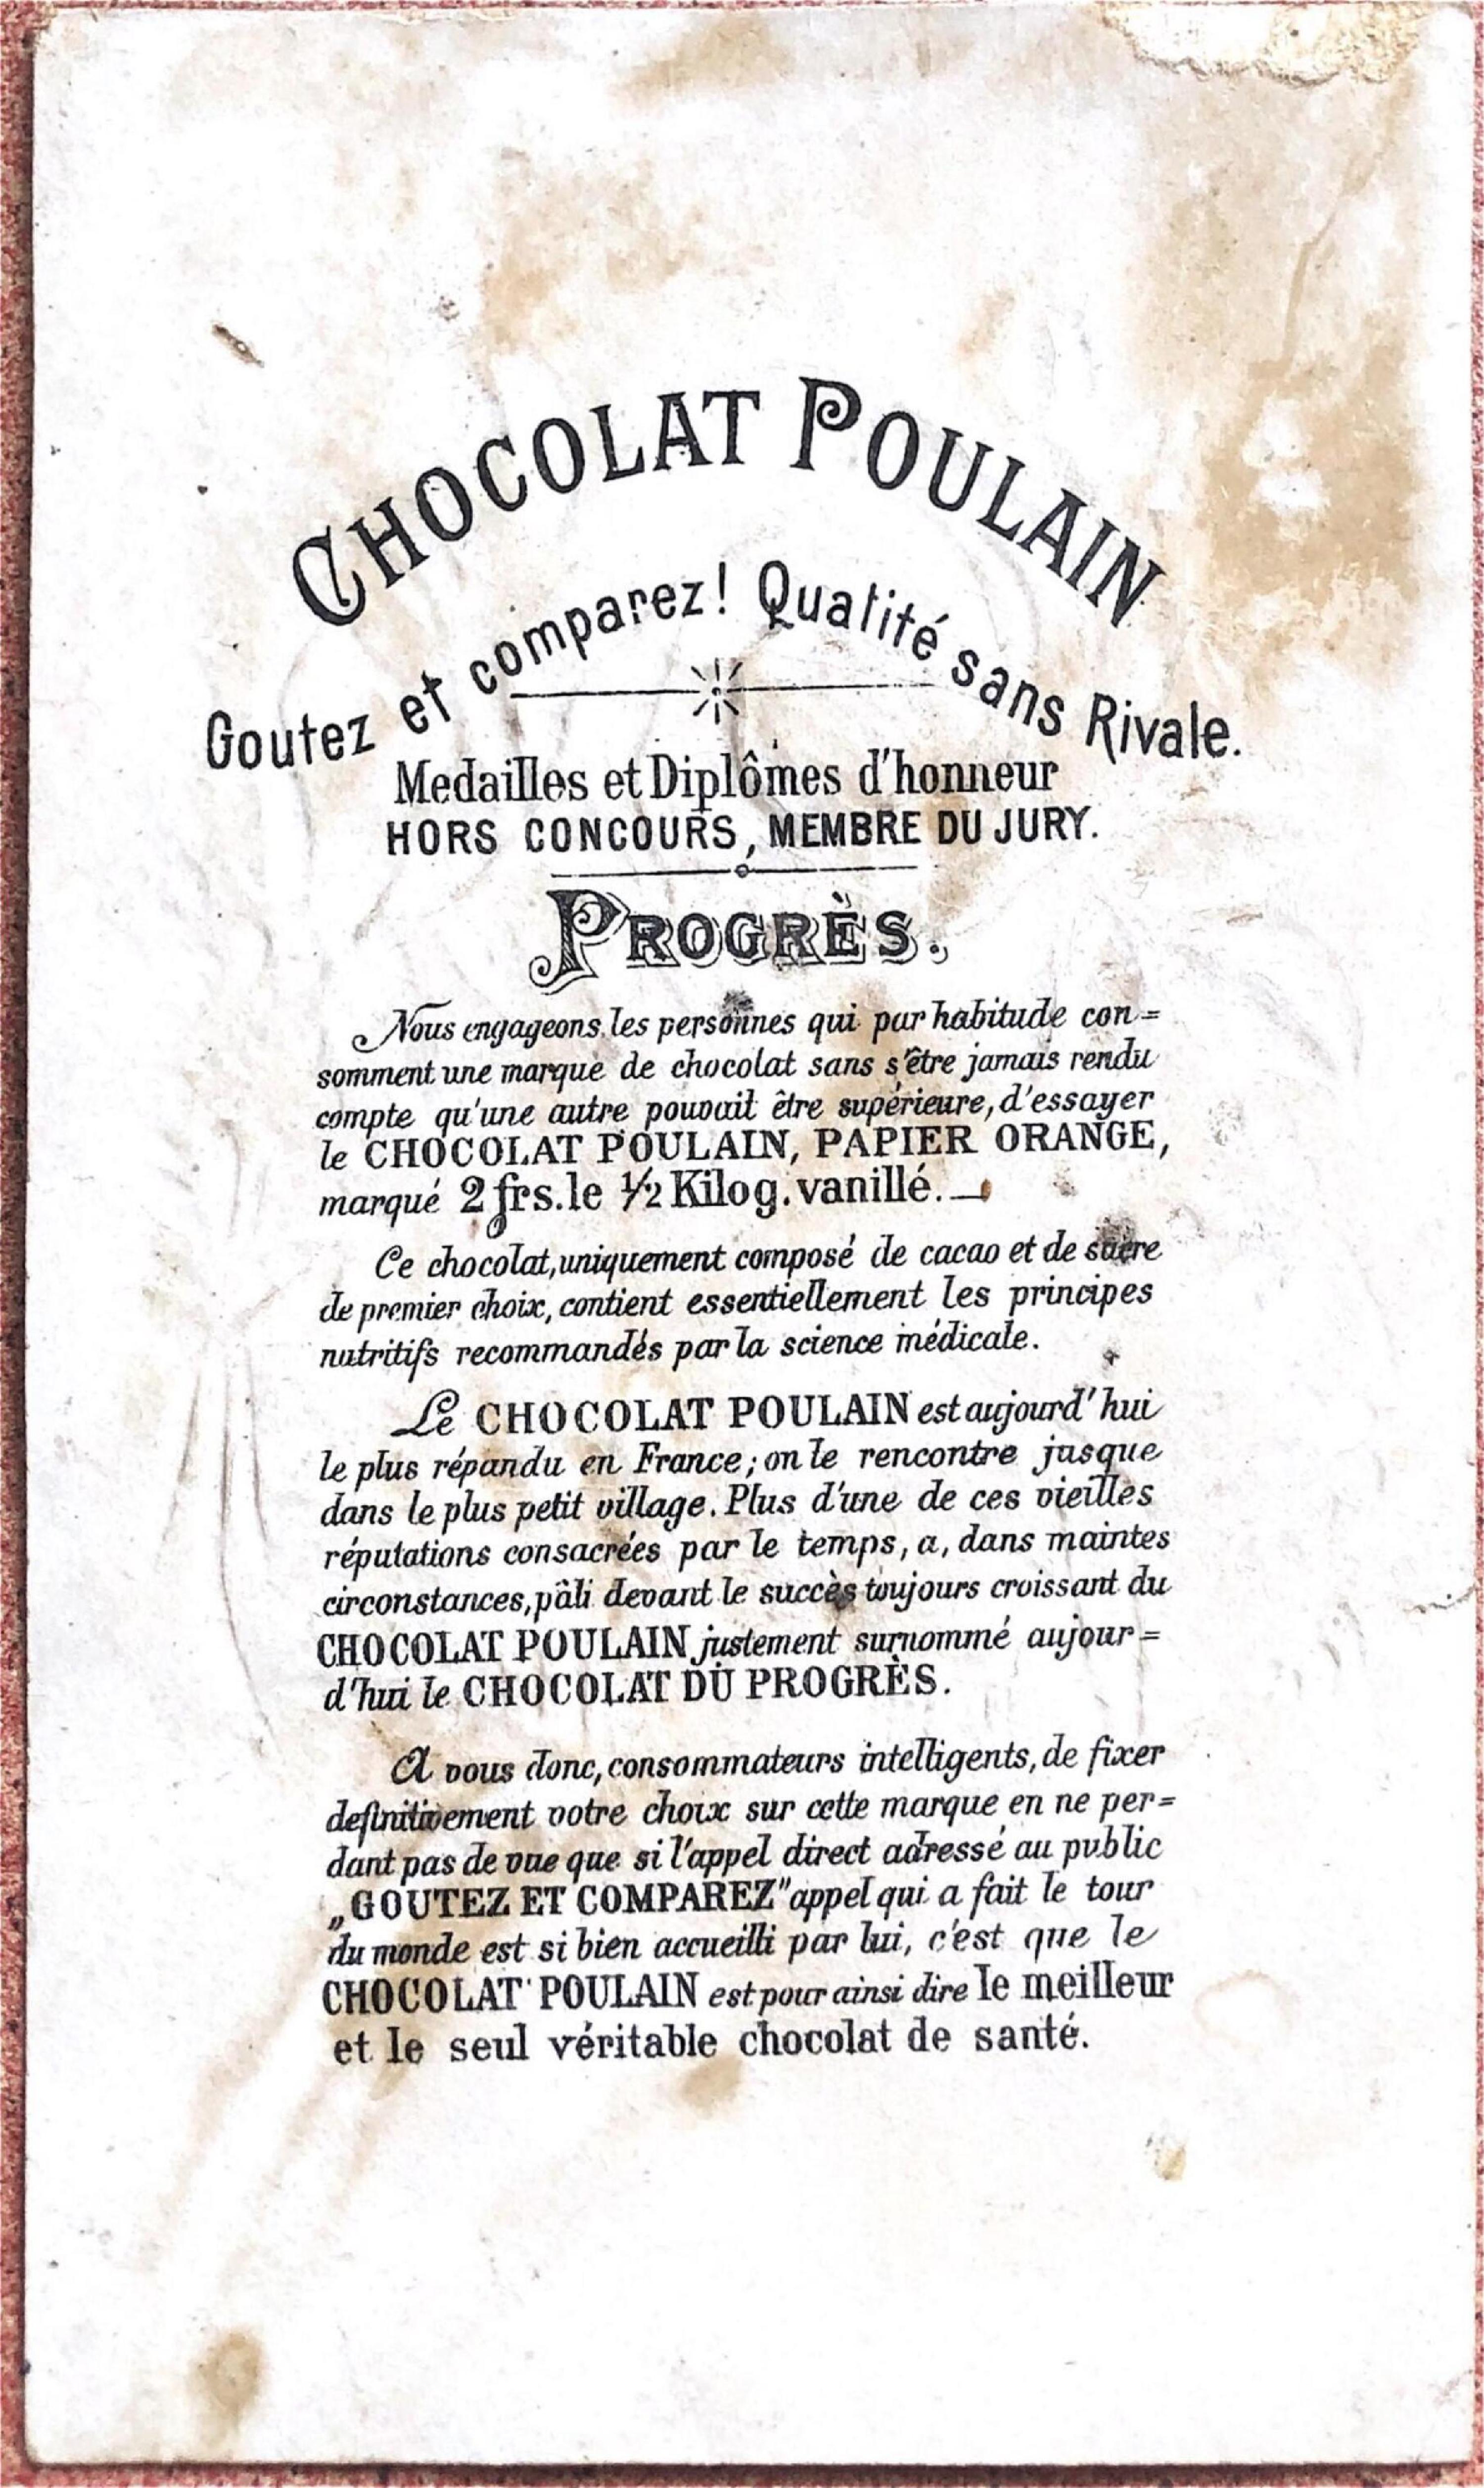 CHOCOLAT POULAIN
Goutez et comparez! Qualité sans Rivale.
Medailles et Diplômes d'honneur
HORS CONCOURS, MEMBRE DU JURY.
PROGRÈS.
Nous engageons les personnes qui par habitude con=
somment une marque de chocolat sans s'être jamais rendu
compte qu'une autre pouvait être supérieure, d'essayer
le CHOCOLAT POULAIN, PAPIER ORANGE,
marqué 2 frs. le ½ Kilog. vanillé. —
Ce chocolat, uniquement composé de cacao et de sucre
de premier choix, contient essentiellement les principes
nutritifs recommandés par la science médicale.
Le CHOCOLAT POULAIN est aujourd'hui
le plus répandu en France; on le rencontre jusque
dans le plus petit village. Plus d'une de ces vieilles
réputations consacrées par le temps, a, dans maintes
circonstances, pâli devant le succès toujours croissant du
CHOCOLAT POULAIN justement surnommé aujour=
d'hui le CHOCOLAT DU PROGRÈS.
A vous donc, consommateurs intelligents, de fixer
definitivement votre choix sur cette marque en ne per=
dant pas de vue que si l'appel direct adressé au public
„GOUTEZ ET COMPAREZ" appel qui a fait le tour
du monde est si bien accueilli par lui, c'est que le
CHOCOLAT POULAIN est pour ainsi dire le meilleur
et le seul véritable chocolat de santé.